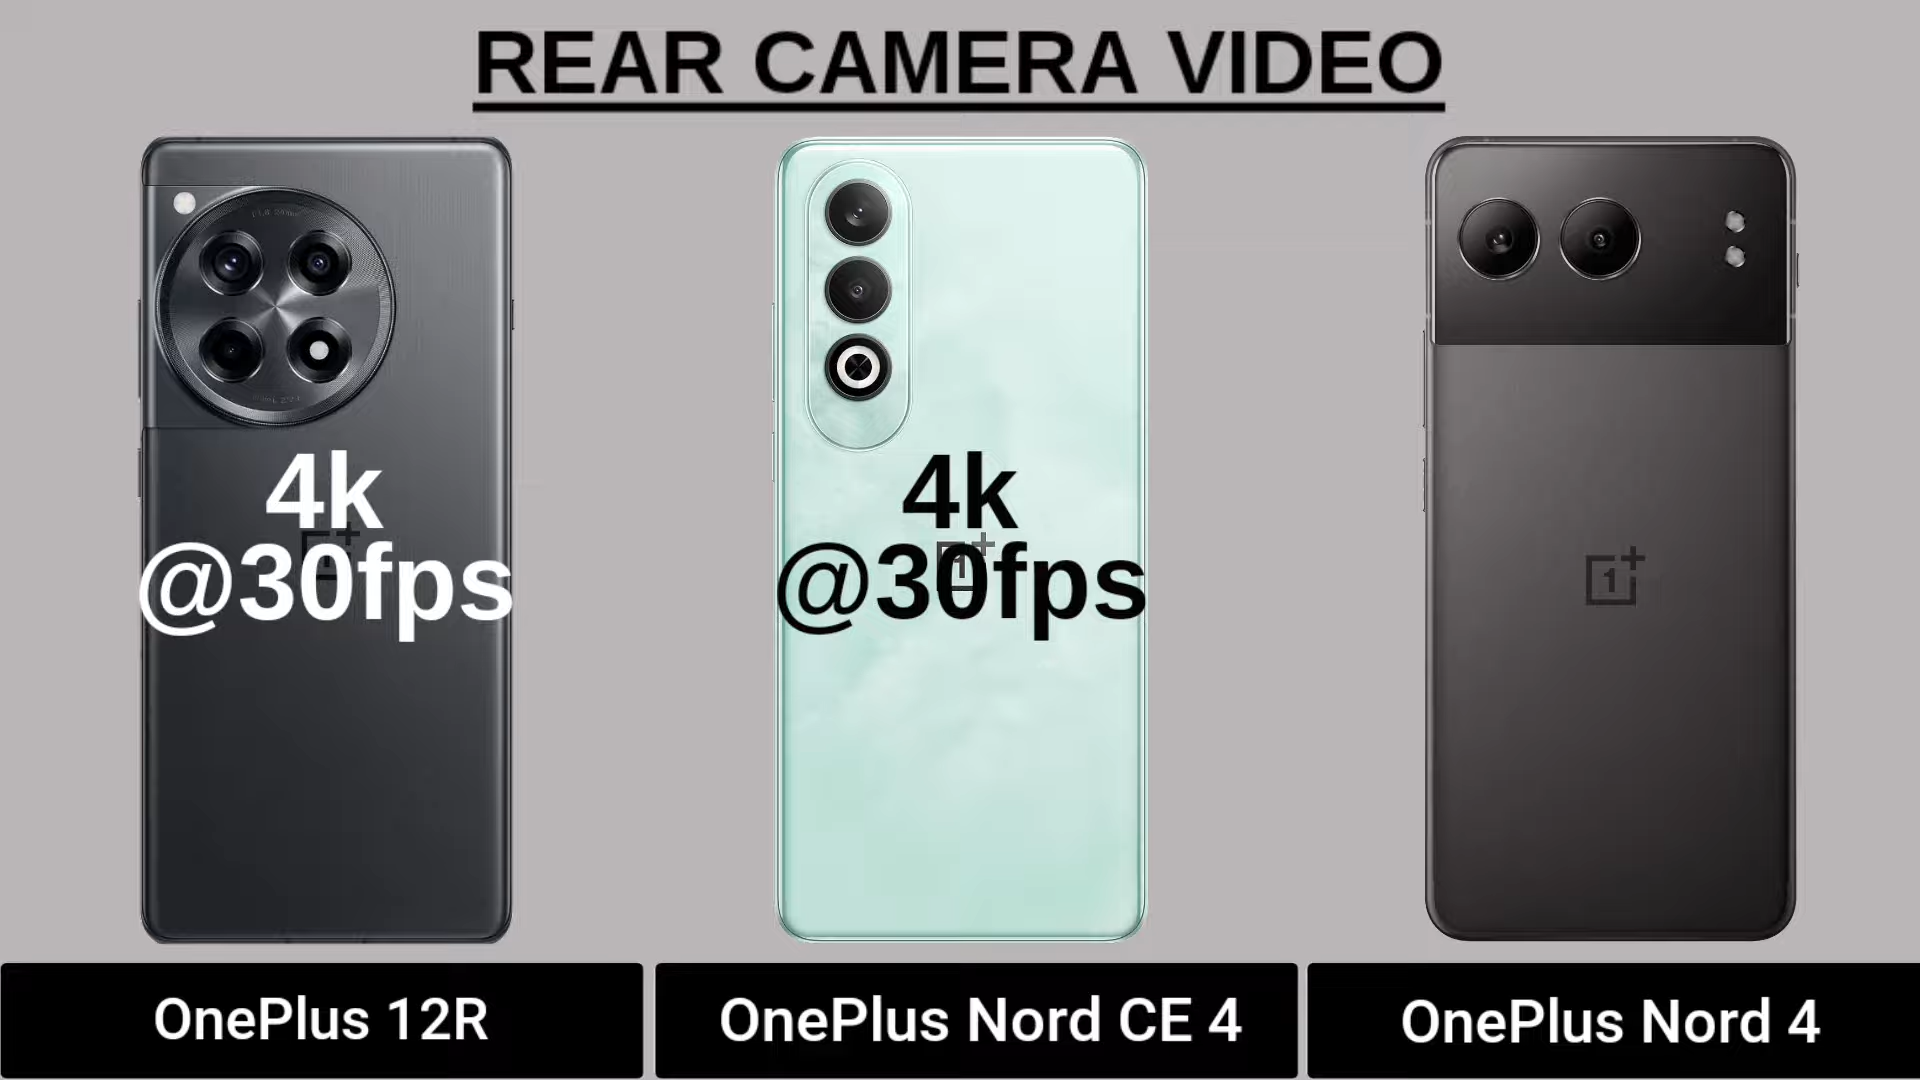 REAR CAMERA VIDEO
4k
@30fps
4k
@30fps
OnePlus 12R
OnePlus Nord CE 4
OnePlus Nord 4